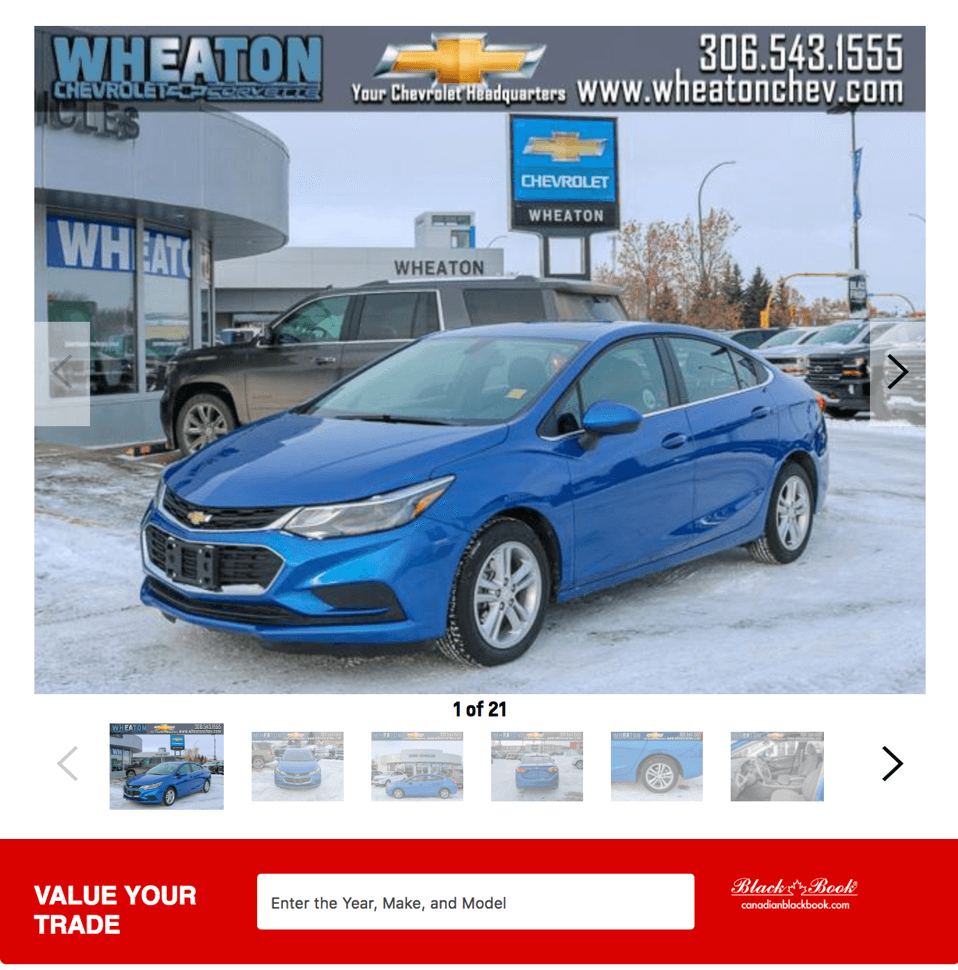 WHEATON
CHEVROLET CORVETTE
Your Chevrolet Headquarters
306.543.1555
www.wheatonchev.com
CHEVROLET
WHEATON
WHEATON
WHEATO
1 of 21
VALUE YOUR
TRADE
Enter the Year, Make, and Model
Black Book
canadianblackbook.com